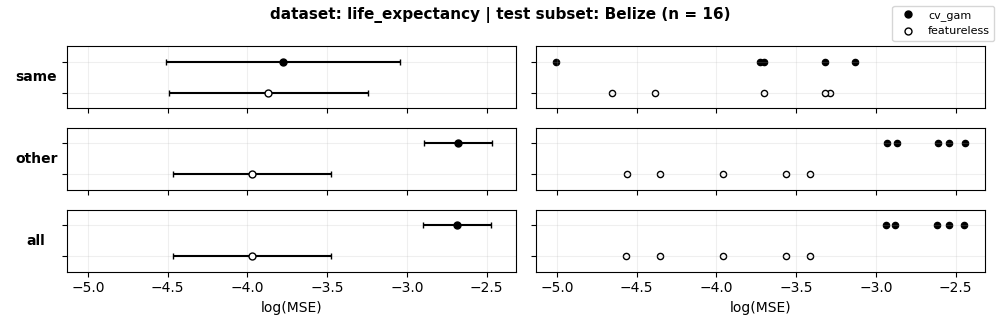 dataset: life_expectancy | test subset: Belize (n = 16)
cv_gam
featureless
same
other
all
−5.0 −4.5 −4.0 −3.5 −3.0 −2.5
−5.0 −4.5 −4.0 −3.5 −3.0 −2.5
log(MSE)
log(MSE)